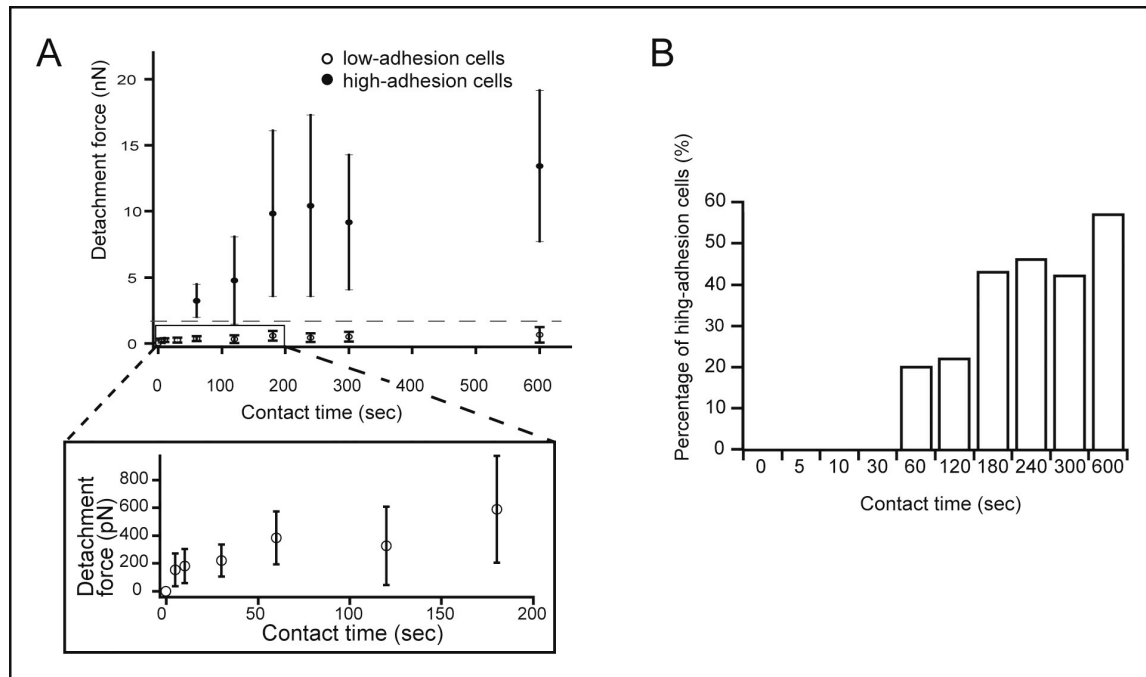 A
low-adhesion cells
high-adhesion cells
Detachment force (nN)
20
15
10
5
0
0 100 200 300 400 500 600
Contact time (sec)
Detachment
force (pN)
800
600
400
200
0
0 50 100 150 200
Contact time (sec)
B
Percentage of hihg-adhesion cells (%)
60
50
40
30
20
10
0
0 5 10 30 60 120 180 240 300 600
Contact time (sec)